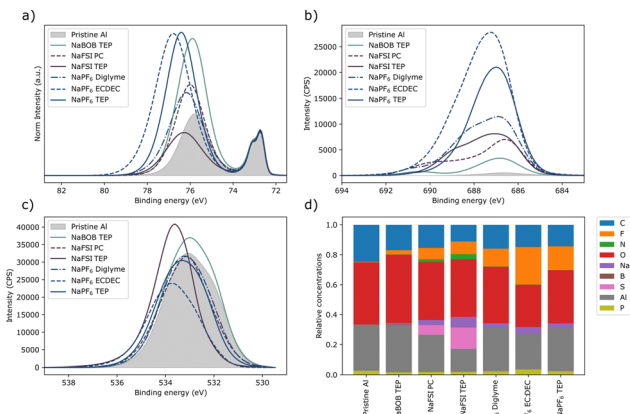 a)
Norm Intensity (a.u.)
Pristine Al
NaBOB TEP
NaFSI PC
NaFSI TEP
NaPF6 Diglyme
NaPF6 ECDEC
NaPF6 TEP
82 80 78 76 74 72
Binding energy (eV)
b)
Intensity (CPS)
25000
20000
15000
10000
5000
0
Pristine Al
NaBOB TEP
NaFSI PC
NaFSI TEP
NaPF6 Diglyme
NaPF6 ECDEC
NaPF6 TEP
694 692 690 688 686 684
Binding energy (eV)
c)
Intensity (CPS)
40000
35000
30000
25000
20000
15000
10000
5000
0
Pristine Al
NaBOB TEP
NaFSI PC
NaFSI TEP
NaPF6 Diglyme
NaPF6 ECDEC
NaPF6 TEP
538 536 534 532 530
Binding energy (eV)
d)
Relative concentrations
1.0
0.8
0.6
0.4
0.2
0.0
Pristine Al
NaBOB TEP
NaFSI PC
NaFSI TEP
6 Diglyme
6 EC:DEC
NaPF6 TEP
C
F
N
O
Na
B
S
Al
P